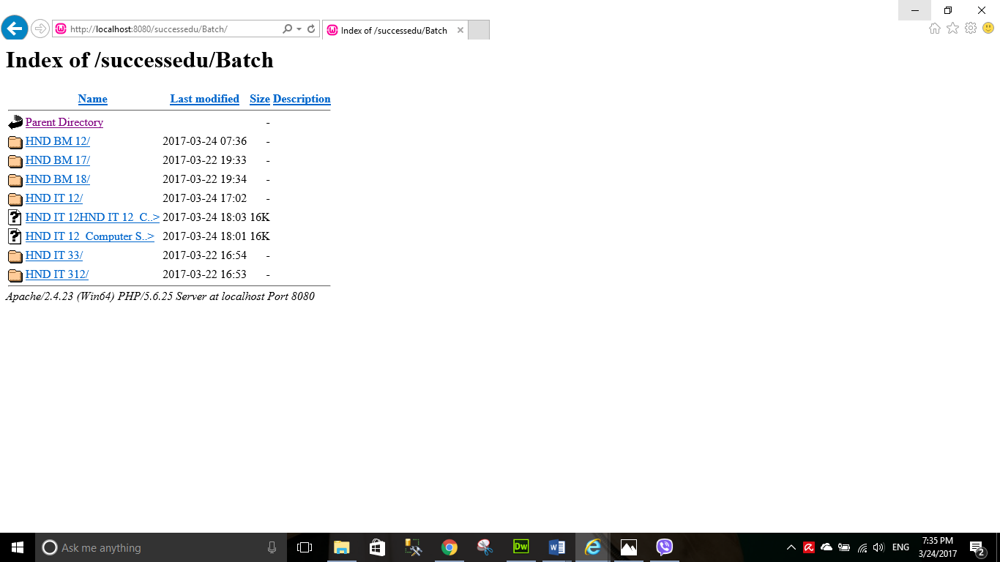 http://localhost:8080/successedu/Batch/
Index of /successedu/Batch
Index of /successedu/Batch
Name Last modified Size Description
Parent Directory -
HND BM 12/ 2017-03-24 07:36 -
HND BM 17/ 2017-03-22 19:33 -
HND BM 18/ 2017-03-22 19:34 -
HND IT 12/ 2017-03-24 17:02 -
HND IT 12HND IT 12_C..> 2017-03-24 18:03 16K
HND IT 12_Computer S..> 2017-03-24 18:01 16K
HND IT 33/ 2017-03-22 16:54 -
HND IT 312/ 2017-03-22 16:53 -
Apache/2.4.23 (Win64) PHP/5.6.25 Server at localhost Port 8080
Ask me anything
Dw
ENG
7:35 PM
3/24/2017
2